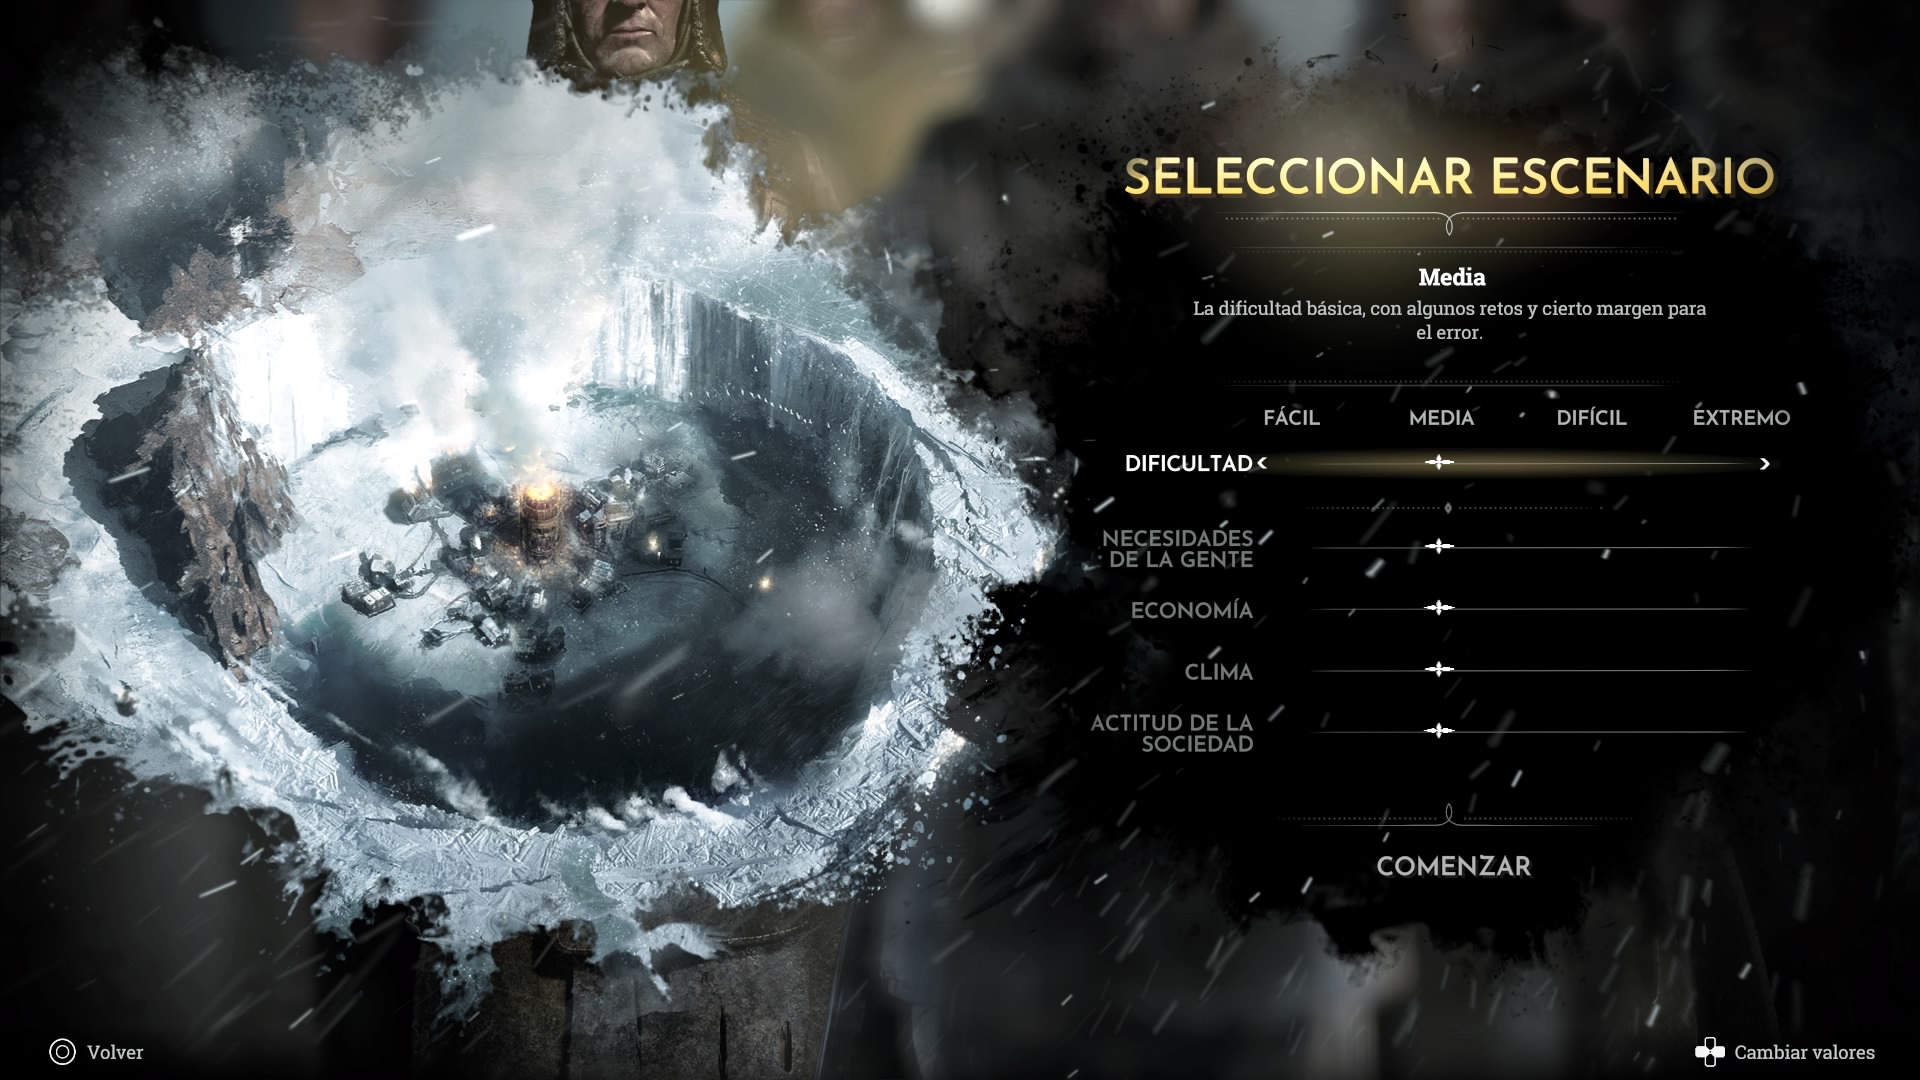 SELECCIONAR ESCENARIO
Media
La dificultad básica, con algunos retos y cierto margen para
el error.
FÁCIL MEDIA DIFÍCIL EXTREMO
DIFICULTAD
NECESIDADES
DE LA GENTE
ECONOMÍA
CLIMA
ACTITUD DE LA
SOCIEDAD
COMENZAR
Volver
Cambiar valores